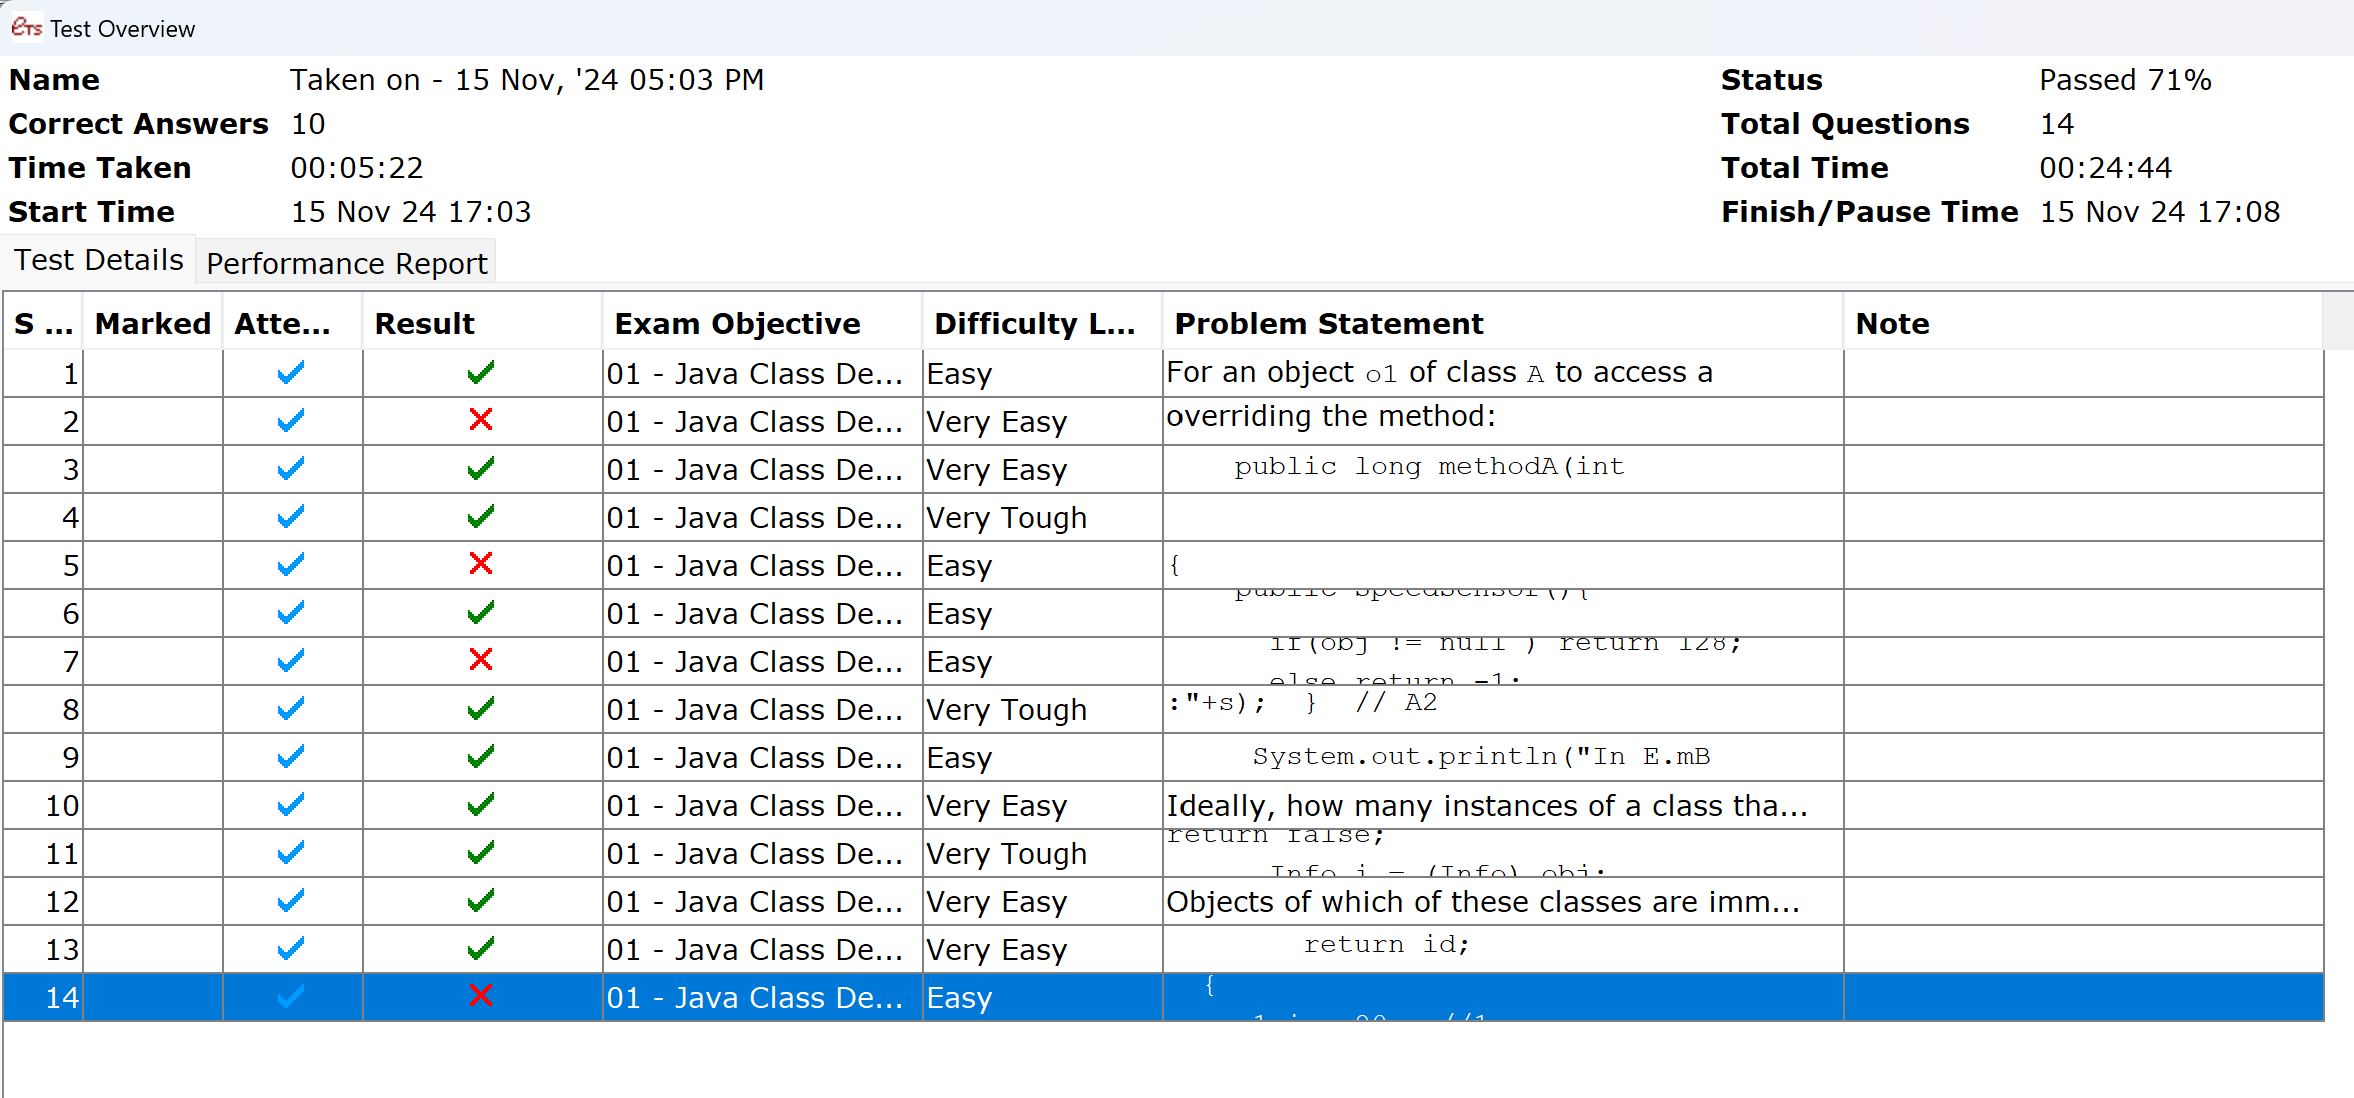 eTS Test Overview
Name Taken on - 15 Nov, '24 05:03 PM Status Passed 71%
Correct Answers 10 Total Questions 14
Time Taken 00:05:22 Total Time 00:24:44
Start Time 15 Nov 24 17:03 Finish/Pause Time 15 Nov 24 17:08
Test Details Performance Report
S ... Marked Atte... Result Exam Objective Difficulty L... Problem Statement Note
1 01 - Java Class De... Easy For an object o1 of class A to access a
2 01 - Java Class De... Very Easy overriding the method:
3 01 - Java Class De... Very Easy public long methodA(int
4 01 - Java Class De... Very Tough
5 01 - Java Class De... Easy {
6 01 - Java Class De... Easy public SpeedSensor(){
7 01 - Java Class De... Easy if(obj != null ) return 128;
else return -1;
8 01 - Java Class De... Very Tough :"+s); } // A2
9 01 - Java Class De... Easy System.out.println("In E.mB
10 01 - Java Class De... Very Easy Ideally, how many instances of a class tha...
11 01 - Java Class De... Very Tough return false;
Info i = (Info) obj;
12 01 - Java Class De... Very Easy Objects of which of these classes are imm...
13 01 - Java Class De... Very Easy return id;
14 01 - Java Class De... Easy {